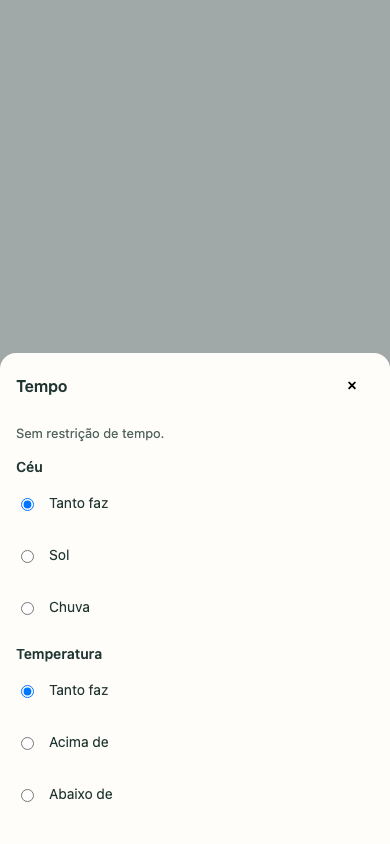 Tempo
Sem restrição de tempo.
Céu
Tanto faz
Sol
Chuva
Temperatura
Tanto faz
Acima de
Abaixo de